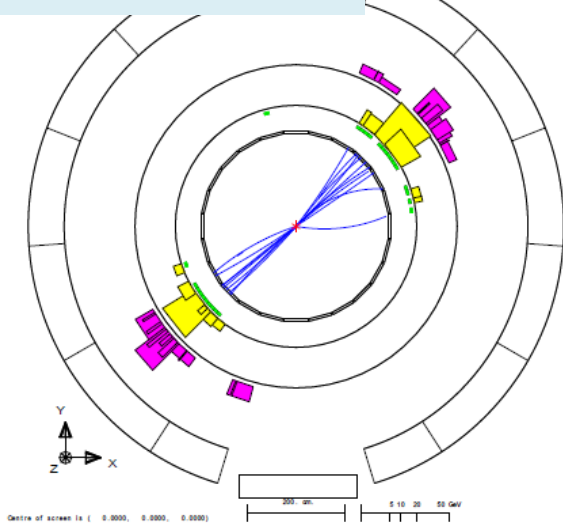 Y
Z X
200. cm.
5 10 20 50 GeV
Centre of screen is ( 0.0000, 0.0000, 0.0000)